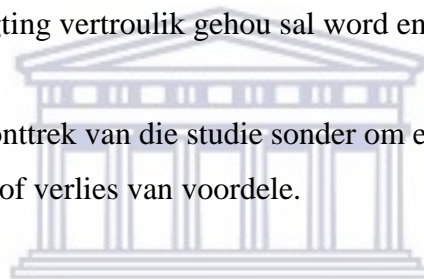 ting vertroulik gehou sal word en
onttrek van die studie sonder om e
of verlies van voordele.